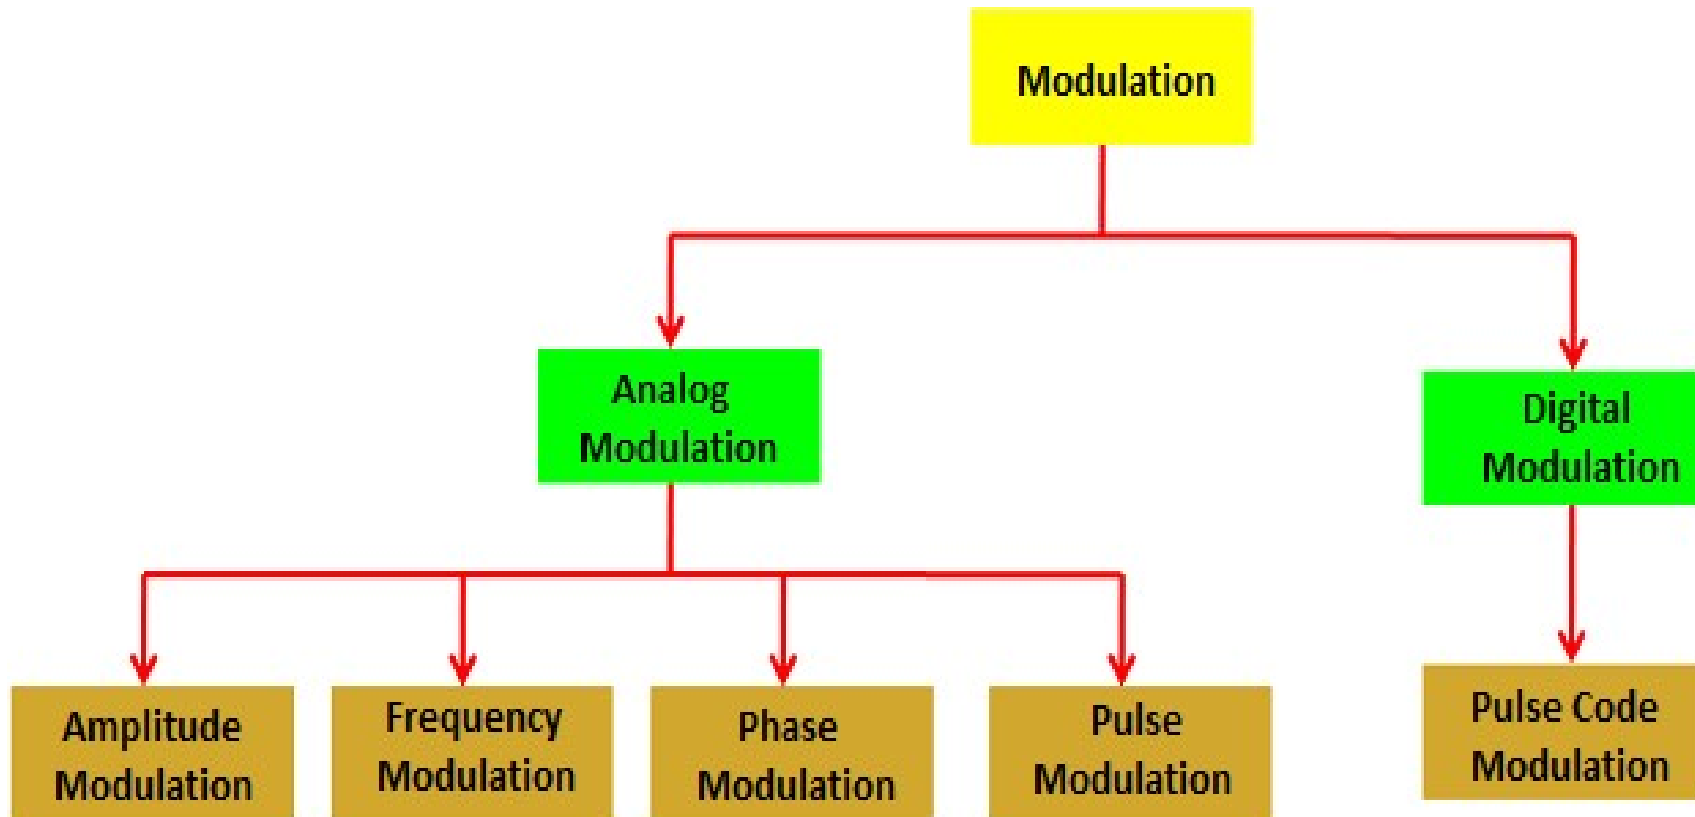 Modulation
Analog
Modulation
Digital
Modulation
Amplitude
Modulation
Frequency
Modulation
Phase
Modulation
Pulse
Modulation
Pulse Code
Modulation